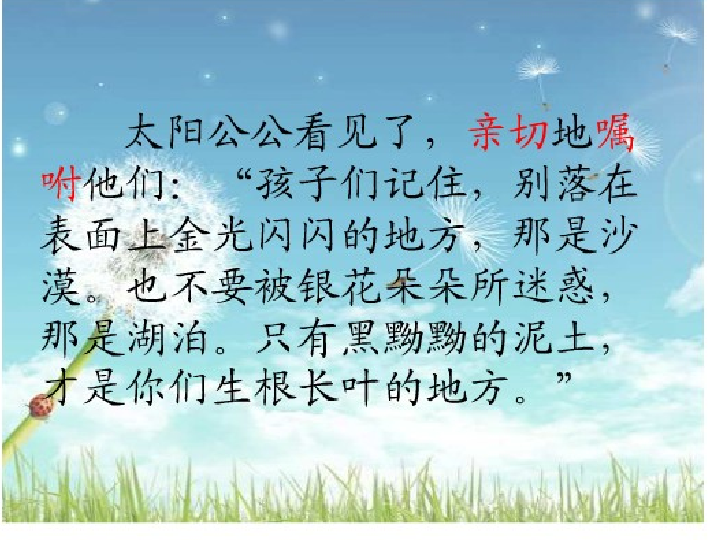 太阳公公看见了，亲切地嘱
咐他们：“孩子们记住，别落在
表面上金光闪闪的地方，那是沙
漠。也不要被银花朵朵所迷惑，
那是湖泊。只有黑黝黝的泥土，
才是你们生根长叶的地方。”